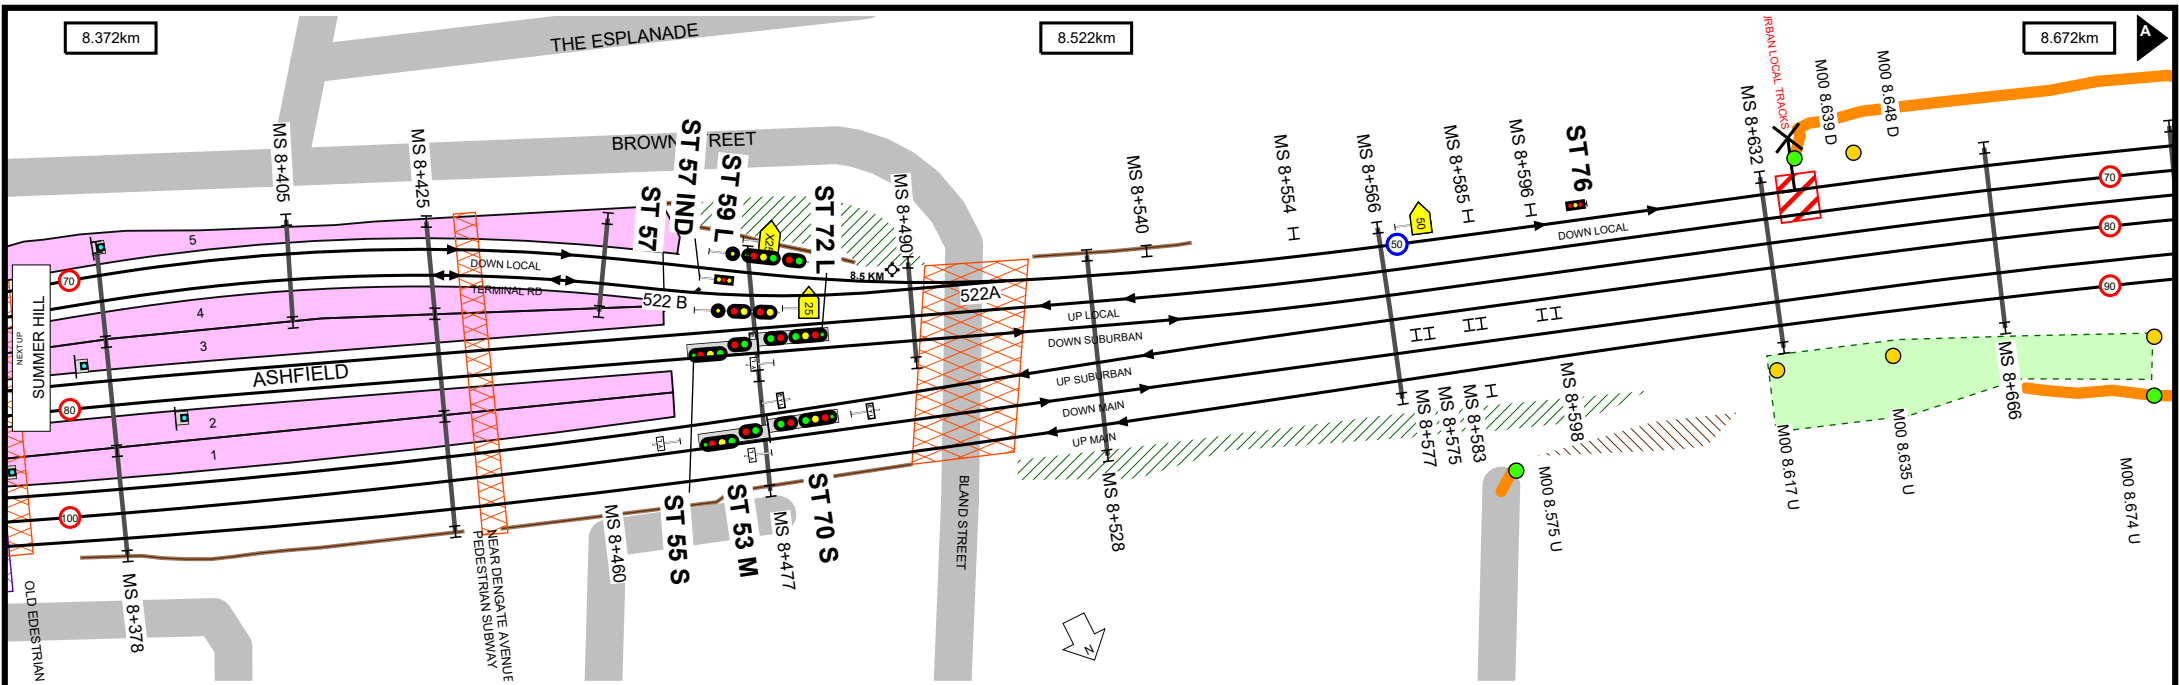 8.372km
8.522km
8.672km
A
THE ESPLANADE
BROWN STREET
BLAND STREET
URBAN LOCAL TRACKS
M00 8.639 D
M00 8.648 D
MS 8+405
MS 8+425
ST 57
ST 57 IND
ST 59 L
ST 72 L
MS 8+490
MS 8+540
MS 8+554
MS 8+566
MS 8+585
MS 8+596
ST 76
MS 8+632
5
70
DOWN LOCAL
TERMINAL RD
522 B
X25
25
8.5 KM
522A
50
50
DOWN LOCAL
70
80
90
NEXT UP
SUMMER HILL
4
3
80
ASHFIELD
2
1
100
UP LOCAL
DOWN SUBURBAN
UP SUBURBAN
DOWN MAIN
UP MAIN
OLD EDESTRIAN
MS 8+378
NEAR DENGATE AVENUE
PEDESTRIAN SUBWAY
MS 8+460
ST 55 S
ST 53 M
MS 8+477
ST 70 S
MS 8+528
MS 8+577
MS 8+575
MS 8+583
MS 8+598
M00 8.575 U
M00 8.617 U
M00 8.635 U
MS 8+666
M00 8.674 U
N